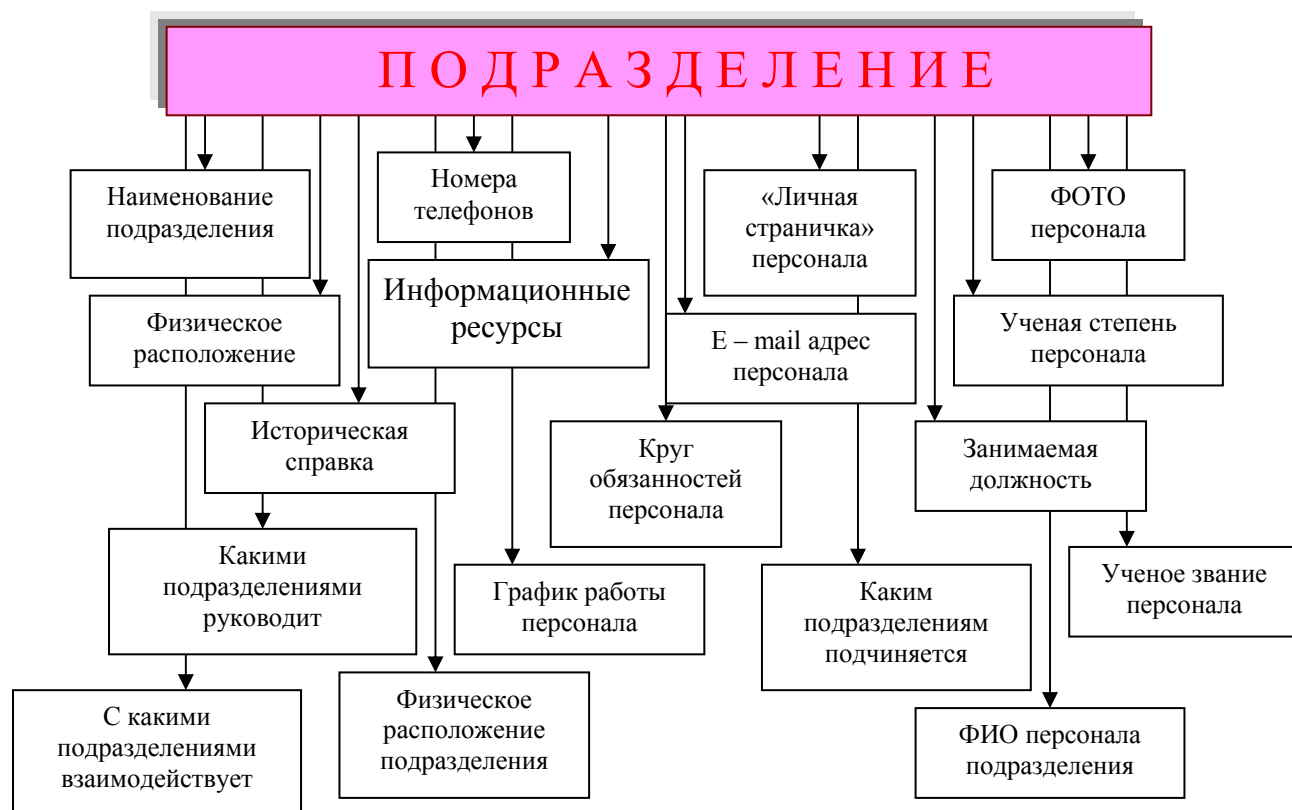 П О Д Р А З Д Е Л Е Н И Е
Наименование
подразделения
Номера
телефонов
«Личная
страничка»
персонала
ФОТО
персонала
Физическое
расположение
Информационные
ресурсы
E – mail адрес
персонала
Ученая степень
персонала
Историческая
справка
Круг
обязанностей
персонала
Занимаемая
должность
Какими
подразделениями
руководит
График работы
персонала
Каким
подразделениям
подчиняется
Ученое звание
персонала
С какими
подразделениями
взаимодействует
Физическое
расположение
подразделения
ФИО персонала
подразделения